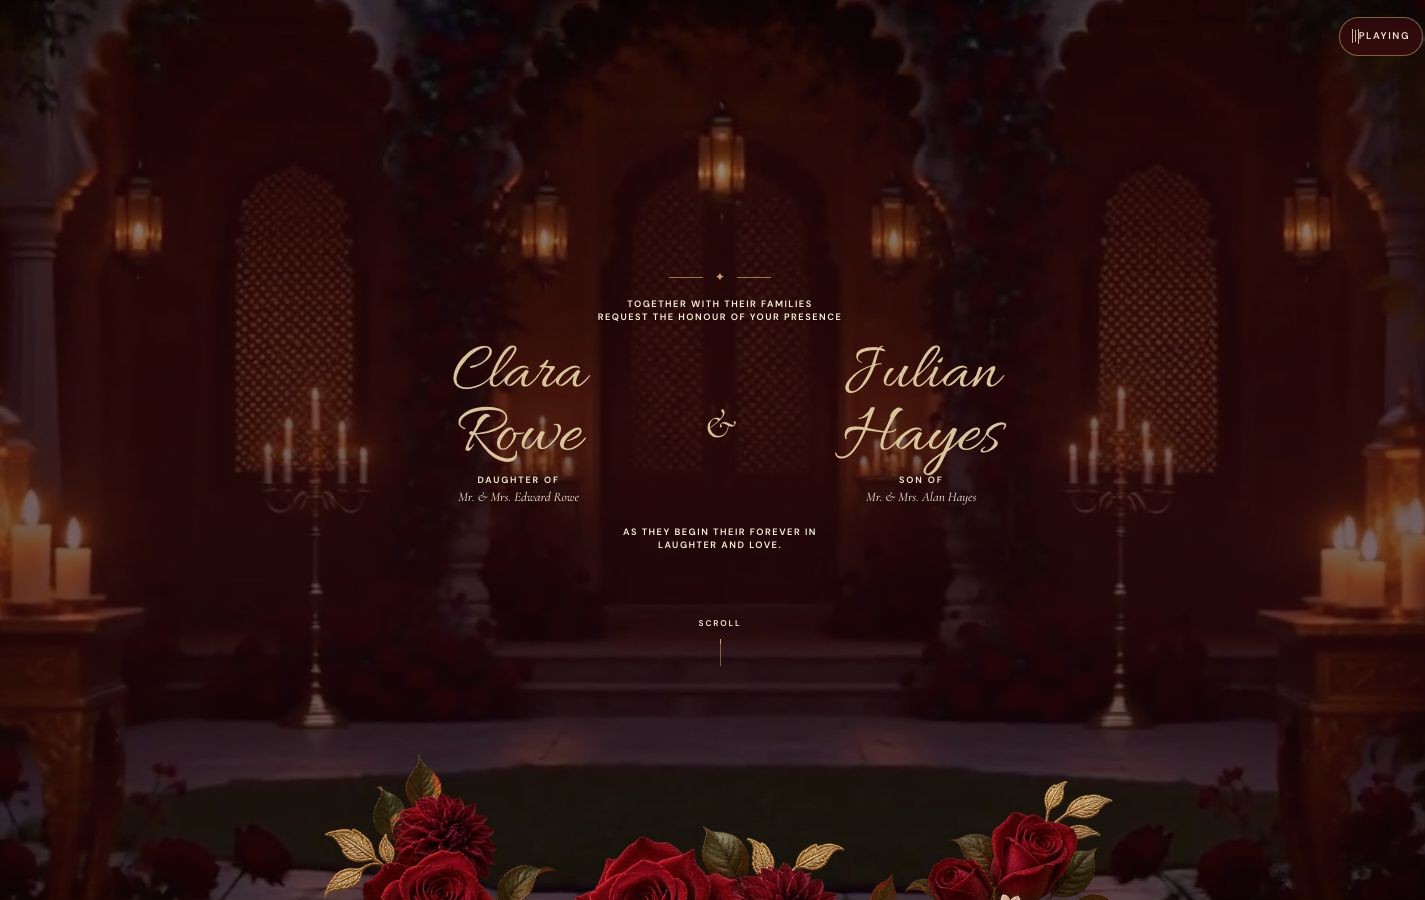 PLAYING
TOGETHER WITH THEIR FAMILIES
REQUEST THE HONOUR OF YOUR PRESENCE
Clara
Rowe
DAUGHTER OF
Mr. & Mrs. Edward Rowe
&
Julian
Hayes
SON OF
Mr. & Mrs. Alan Hayes
AS THEY BEGIN THEIR FOREVER IN
LAUGHTER AND LOVE.
SCROLL